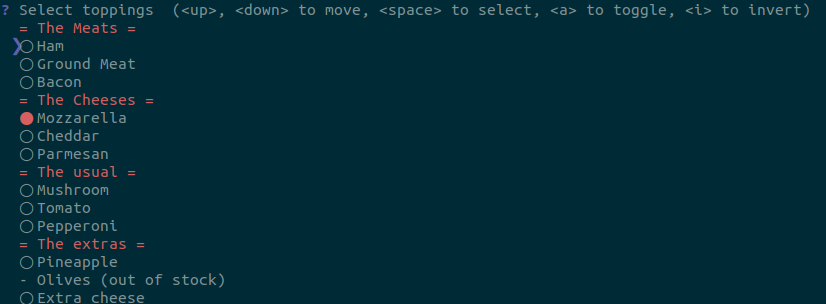 ? Select toppings  (<up>, <down> to move, <space> to select, <a> to toggle, <i> to invert)
= The Meats =
❯○ Ham
○ Ground Meat
○ Bacon
= The Cheeses =
● Mozzarella
○ Cheddar
○ Parmesan
= The usual =
○ Mushroom
○ Tomato
○ Pepperoni
= The extras =
○ Pineapple
- Olives (out of stock)
○ Extra cheese